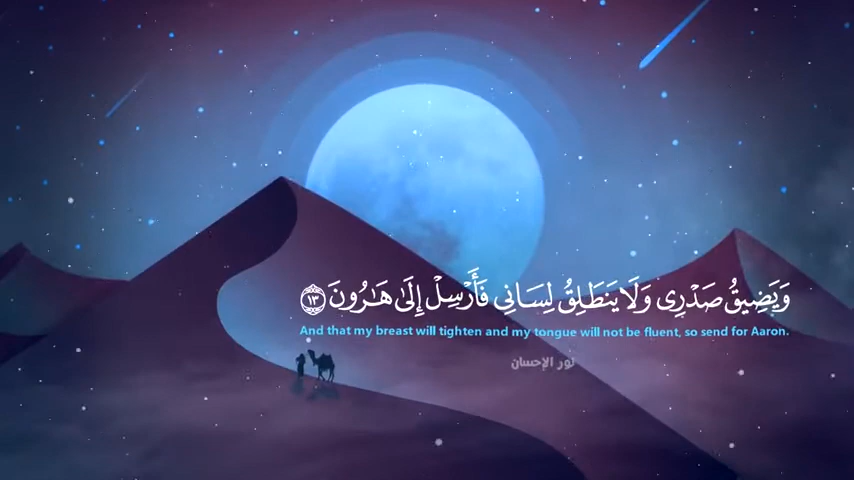 وَيَضِيقُ صَدْرِى وَلَا يَنطَلِقُ لِسَانِى فَأَرْسِلْ إِلَىٰ هَـٰرُونَ ١٣
And that my breast will tighten and my tongue will not be fluent, so send for Aaron.
نور الإحسان